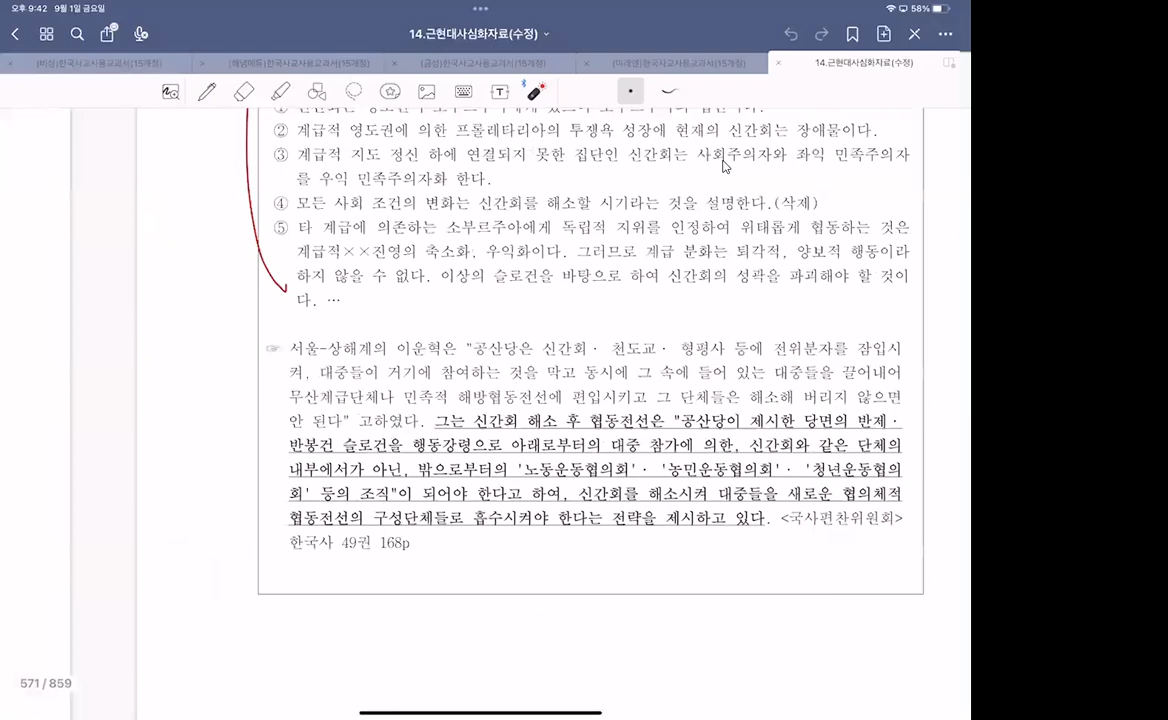 오후 9:42 9월 1일 금요일
58%
14.근현대사심화자료(수정)
(비상)한국사교사용교과서(15개정)
(해냄에듀)한국사교사용교과서(15개정)
(금성)한국사교사용교과서(15개정)
(미래엔)한국사교사용교과서(15개정)
14.근현대사심화자료(수정)
② 계급적 영도권에 의한 프롤레타리아의 투쟁욕 성장에 현재의 신간회는 장애물이다.
③ 계급적 지도 정신 하에 연결되지 못한 집단인 신간회는 사회주의자와 좌익 민족주의자
를 우익 민족주의자화 한다.
④ 모든 사회 조건의 변화는 신간회를 해소할 시기라는 것을 설명한다.(삭제)
⑤ 타 계급에 의존하는 소부르주아에게 독립적 지위를 인정하여 위태롭게 협동하는 것은
계급적××진영의 축소화, 우익화이다. 그러므로 계급 분화는 퇴각적, 양보적 행동이라
하지 않을 수 없다. 이상의 슬로건을 바탕으로 하여 신간회의 성곽을 파괴해야 할 것이
다. …
☞ 서울-상해계의 이운혁은 "공산당은 신간회· 천도교· 형평사 등에 전위분자를 잠입시
켜, 대중들이 거기에 참여하는 것을 막고 동시에 그 속에 들어 있는 대중들을 끌어내어
무산계급단체나 민족적 해방협동전선에 편입시키고 그 단체들은 해소해 버리지 않으면
안 된다" 고하였다. 그는 신간회 해소 후 협동전선은 "공산당이 제시한 당면의 반제·
반봉건 슬로건을 행동강령으로 아래로부터의 대중 참가에 의한, 신간회와 같은 단체의
내부에서가 아닌, 밖으로부터의 '노동운동협의회'· '농민운동협의회'· '청년운동협의
회' 등의 조직"이 되어야 한다고 하여, 신간회를 해소시켜 대중들을 새로운 협의체적
협동전선의 구성단체들로 흡수시켜야 한다는 전략을 제시하고 있다. <국사편찬위원회>
한국사 49권 168p
571 / 859